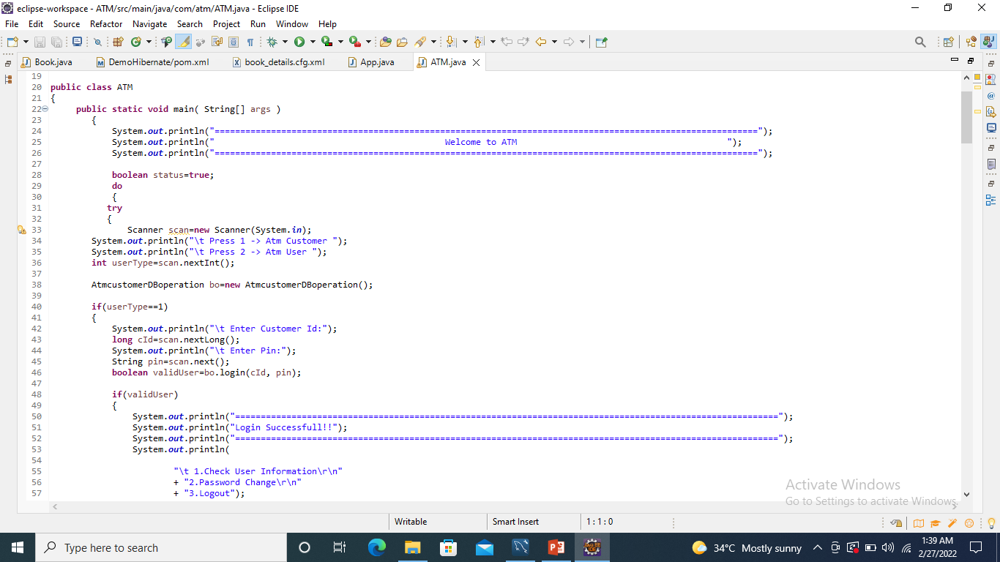 eclipse-workspace - ATM/src/main/java/com/atm/ATM.java - Eclipse IDE
File Edit Source Refactor Navigate Search Project Run Window Help
Book.java DemoHibernate/pom.xml book_details.cfg.xml App.java ATM.java
19
20 public class ATM
21 {
22 public static void main( String[] args )
23 {
24 System.out.println("==========================================================================================================");
25 System.out.println(" Welcome to ATM ");
26 System.out.println("==========================================================================================================");
27
28 boolean status=true;
29 do
30 {
31 try
32 {
33 Scanner scan=new Scanner(System.in);
34 System.out.println("\t Press 1 -> Atm Customer ");
35 System.out.println("\t Press 2 -> Atm User ");
36 int userType=scan.nextInt();
37
38 AtmcustomerDBoperation bo=new AtmcustomerDBoperation();
39
40 if(userType==1)
41 {
42 System.out.println("\t Enter Customer Id:");
43 long cId=scan.nextLong();
44 System.out.println("\t Enter Pin:");
45 String pin=scan.next();
46 boolean validUser=bo.login(cId, pin);
47
48 if(validUser)
49 {
50 System.out.println("==========================================================================================================");
51 System.out.println("Login Successfull!!");
52 System.out.println("==========================================================================================================");
53 System.out.println(
54
55 "\t 1.Check User Information\r\n"
56 + "2.Password Change\r\n"
57 + "3.Logout");
Activate Windows
Go to Settings to activate Windows.
Writable Smart Insert 1 : 1 : 0
Type here to search 34°C Mostly sunny 1:39 AM
2/27/2022